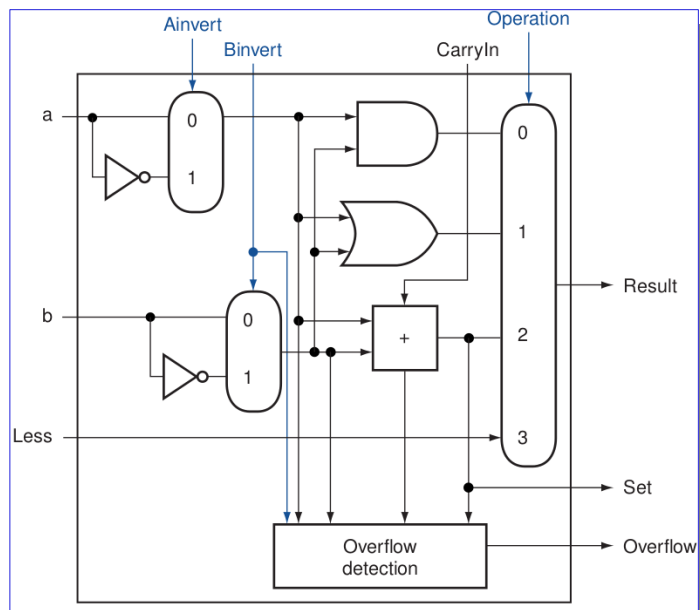 Ainvert
Operation
Binvert
CarryIn
a
0
0
1
1
Result
b
0
2
+
1
Less
3
Set
Overflow
detection
Overflow